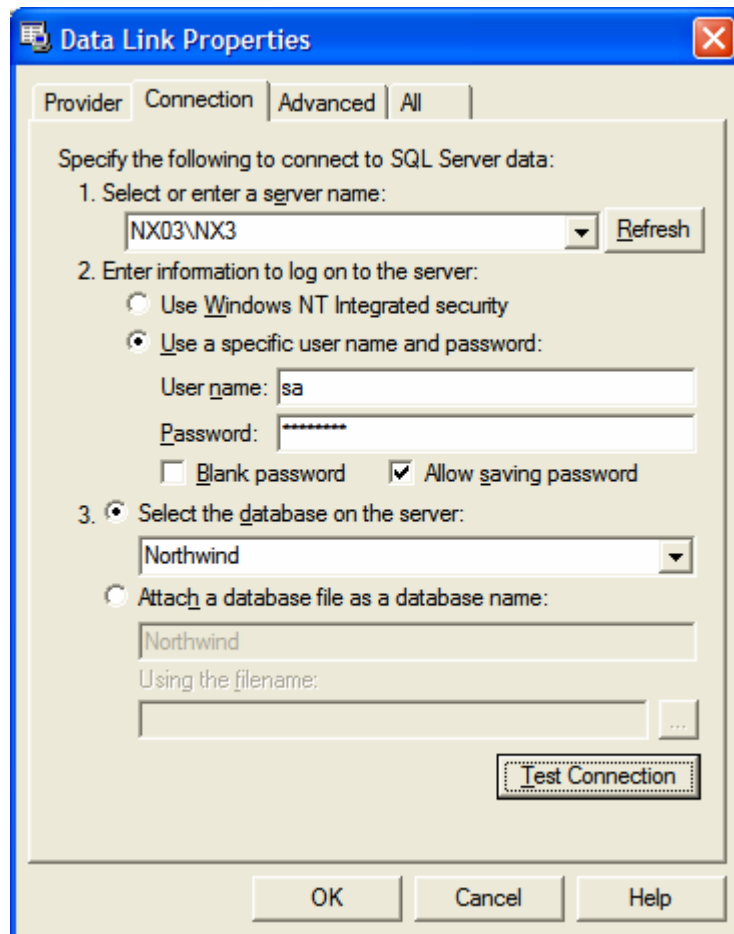 Data Link Properties
Provider Connection Advanced All
Specify the following to connect to SQL Server data:
1. Select or enter a server name:
NX03\NX3 Refresh
2. Enter information to log on to the server:
Use Windows NT Integrated security
Use a specific user name and password:
User name: sa
Password: ********
Blank password Allow saving password
3. Select the database on the server:
Northwind
Attach a database file as a database name:
Northwind
Using the filename:
...
Test Connection
OK Cancel Help